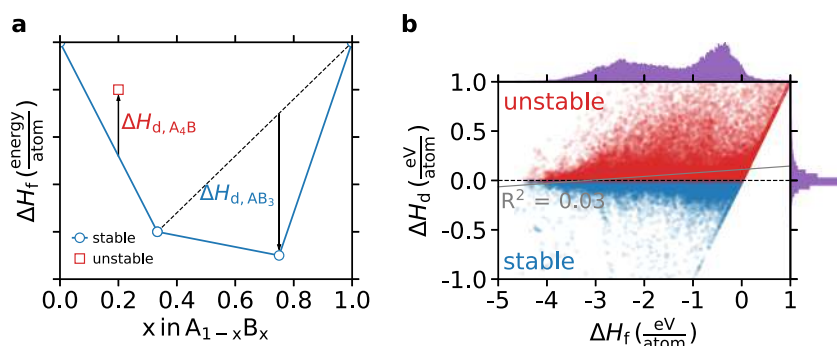 a
ΔH_f (energy/atom)
ΔH_d, A₄B
ΔH_d, AB₃
stable
unstable
0.0 0.2 0.4 0.6 0.8 1.0
x in A₁₋ₓBₓ
b
ΔH_d (eV/atom)
1.0
0.5
0.0
-0.5
-1.0
unstable
R² = 0.03
stable
-5 -4 -3 -2 -1 0 1
ΔH_f (eV/atom)